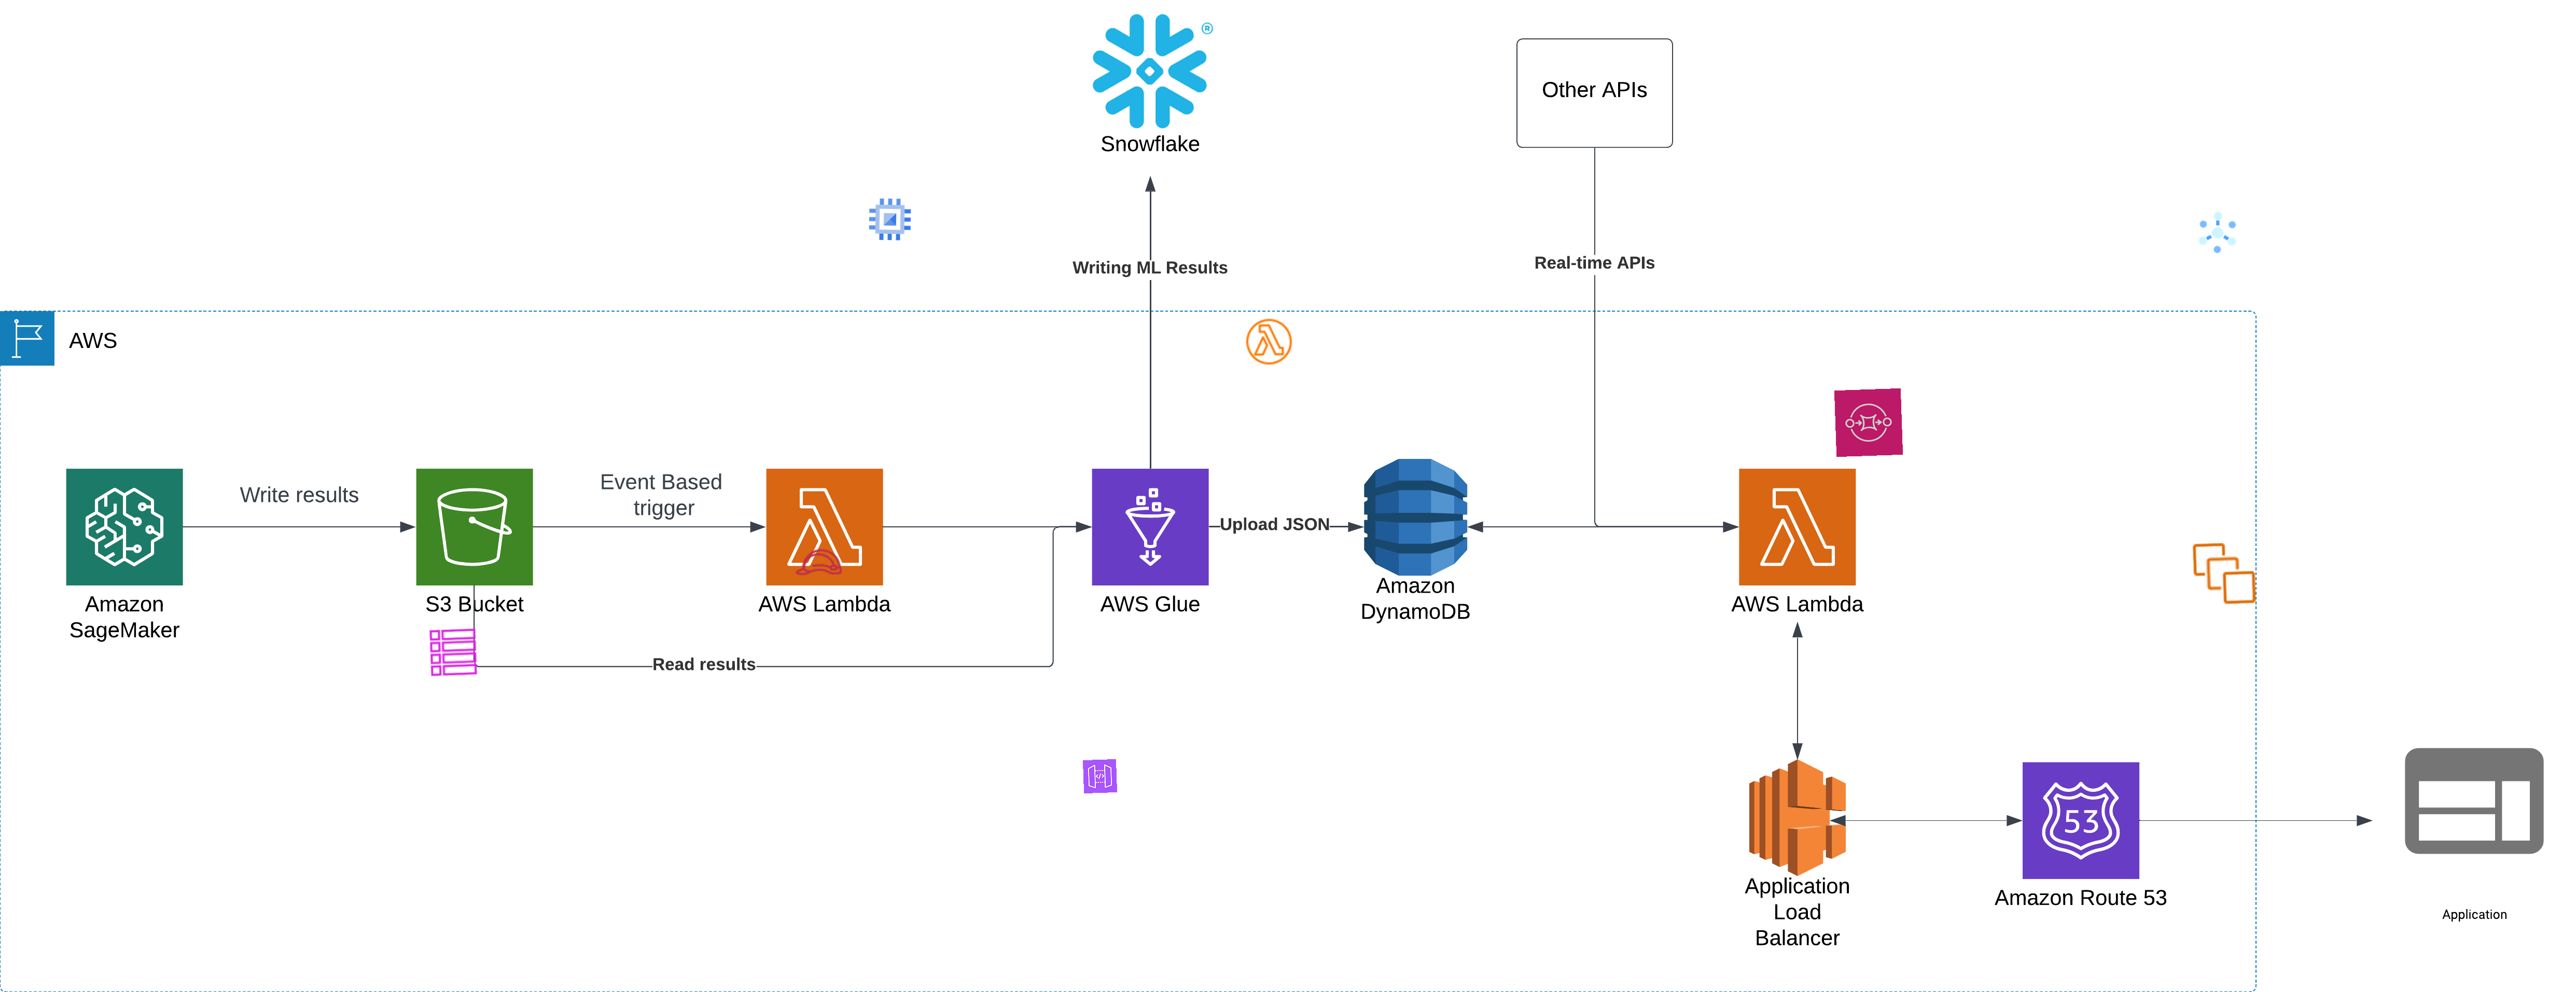 ®
Snowflake
Other APIs
Writing ML Results
Real-time APIs
AWS
Write results
Event Based
trigger
Upload JSON
Amazon
SageMaker
S3 Bucket
AWS Lambda
AWS Glue
Amazon
DynamoDB
AWS Lambda
Read results
53
Application
Load
Balancer
Amazon Route 53
Application